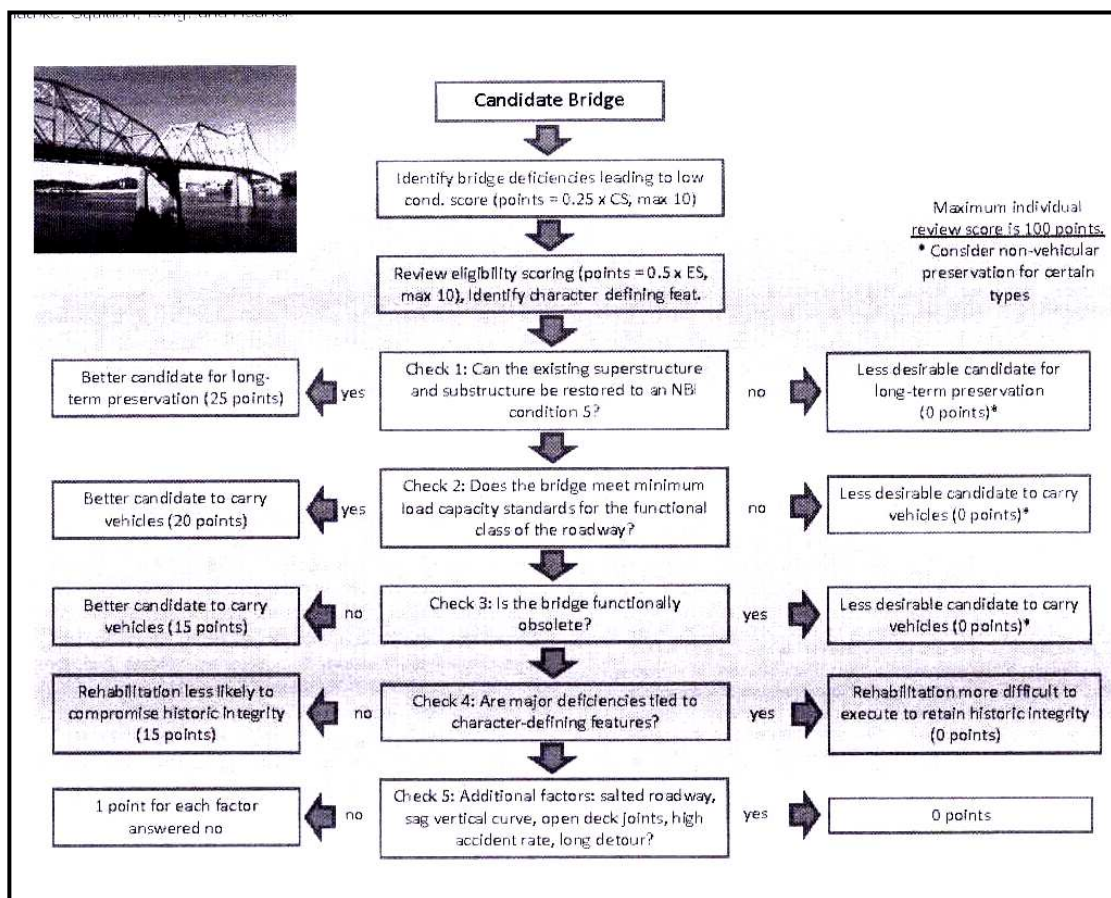 Candidate Bridge
Identify bridge deficiencies leading to low
cond. score (points = 0.25 x CS, max 10)
Maximum individual
review score is 100 points.
* Consider non-vehicular
preservation for certain
types
Review eligibility scoring (points = 0.5 x ES,
max 10), Identify character defining feat.
Better candidate for long-
term preservation (25 points)
yes
Check 1: Can the existing superstructure
and substructure be restored to an NBI
condition 5?
no
Less desirable candidate for
long-term preservation
(0 points)*
Better candidate to carry
vehicles (20 points)
yes
Check 2: Does the bridge meet minimum
load capacity standards for the functional
class of the roadway?
no
Less desirable candidate to carry
vehicles (0 points)*
Better candidate to carry
vehicles (15 points)
no
Check 3: Is the bridge functionally
obsolete?
yes
Less desirable candidate to carry
vehicles (0 points)*
Rehabilitation less likely to
compromise historic integrity
(15 points)
no
Check 4: Are major deficiencies tied to
character-defining features?
yes
Rehabilitation more difficult to
execute to retain historic integrity
(0 points)
1 point for each factor
answered no
no
Check 5: Additional factors: salted roadway,
sag vertical curve, open deck joints, high
accident rate, long detour?
yes
0 points